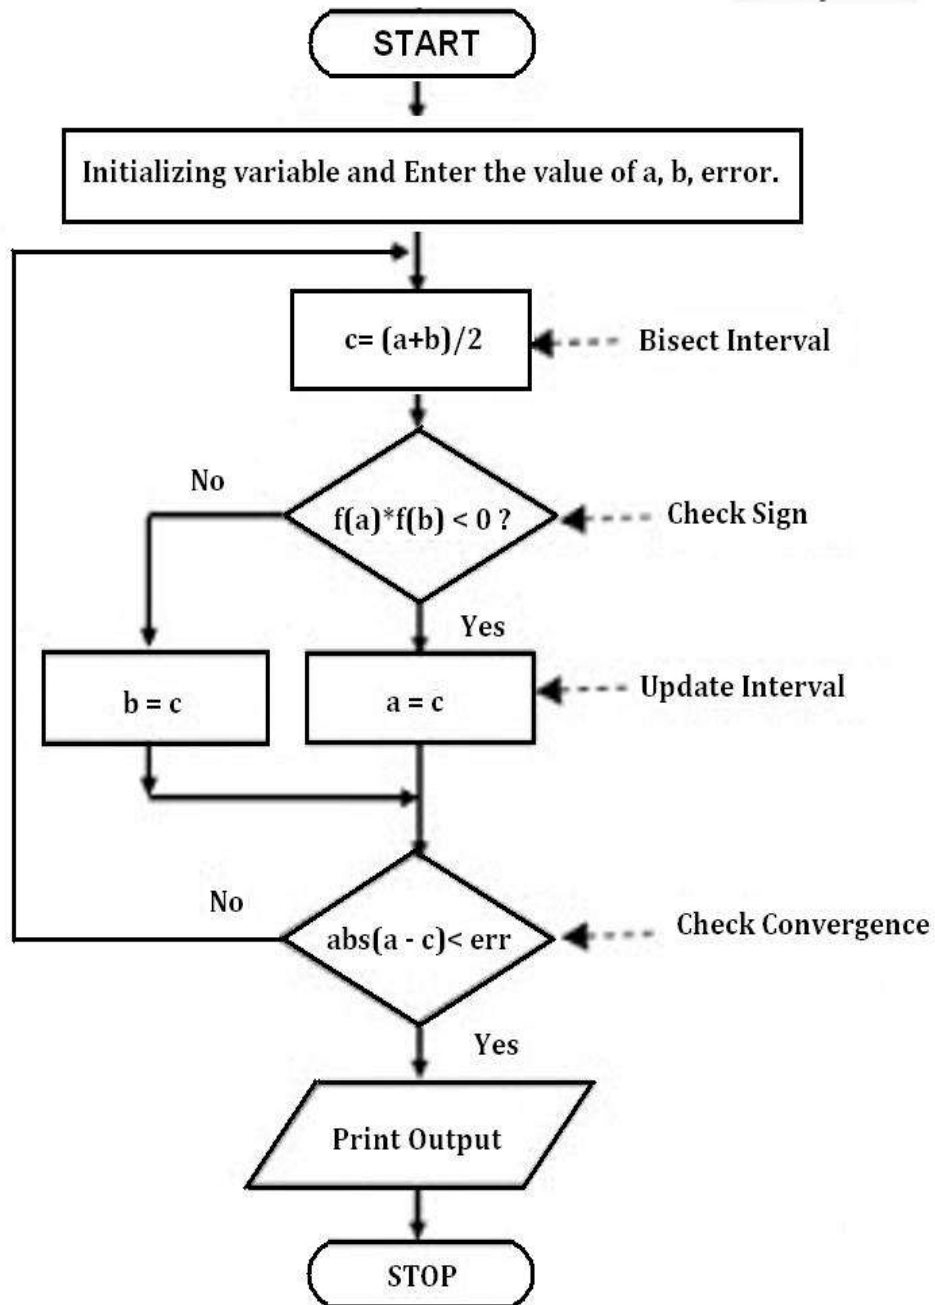 START
Initializing variable and Enter the value of a, b, error.
c= (a+b)/2
Bisect Interval
No
f(a)*f(b) < 0 ?
Check Sign
Yes
b = c
a = c
Update Interval
No
abs(a - c)< err
Check Convergence
Yes
Print Output
STOP